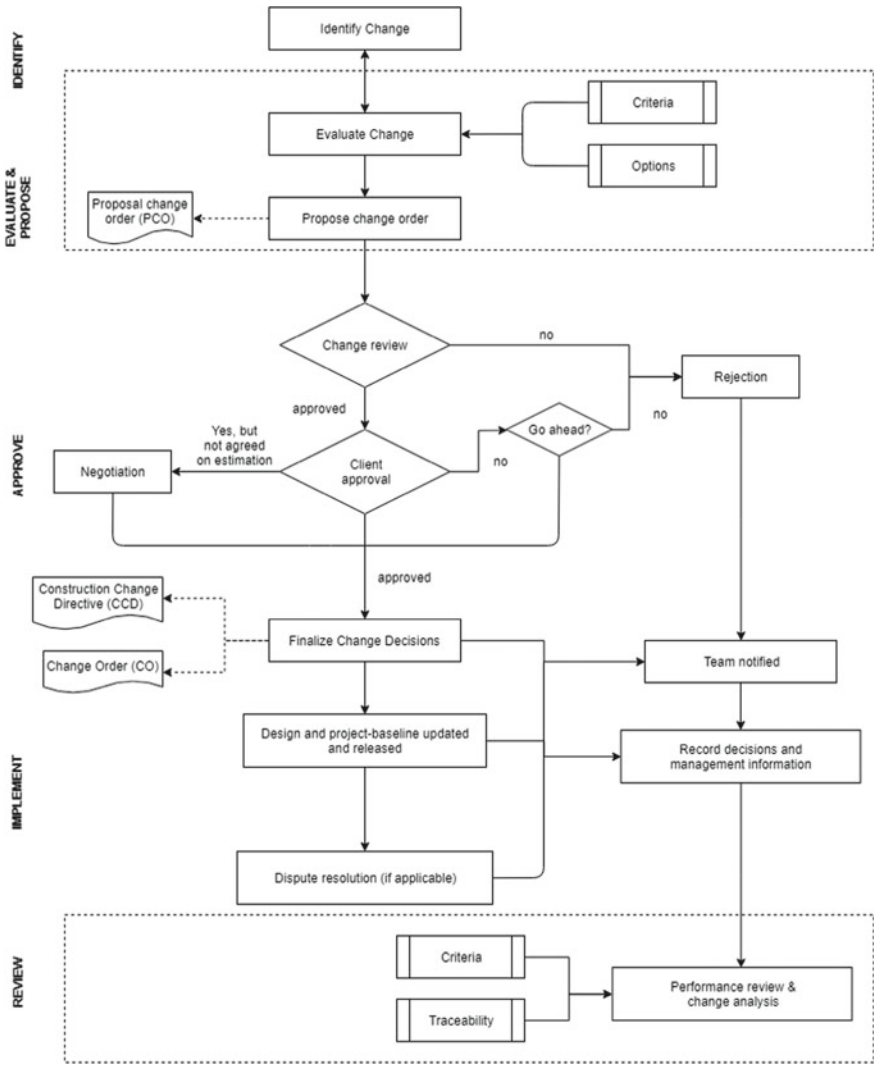 IDENTIFY
Identify Change
EVALUATE &
PROPOSE
Evaluate Change
Criteria
Options
Proposal change
order (PCO)
Propose change order
APPROVE
Change review
no
Rejection
approved
Yes, but
not agreed
on estimation
Negotiation
Client
approval
no
Go ahead?
no
approved
IMPLEMENT
Construction Change
Directive (CCD)
Change Order (CO)
Finalize Change Decisions
Team notified
Design and project-baseline updated
and released
Record decisions and
management information
Dispute resolution (if applicable)
REVIEW
Criteria
Traceability
Performance review &
change analysis